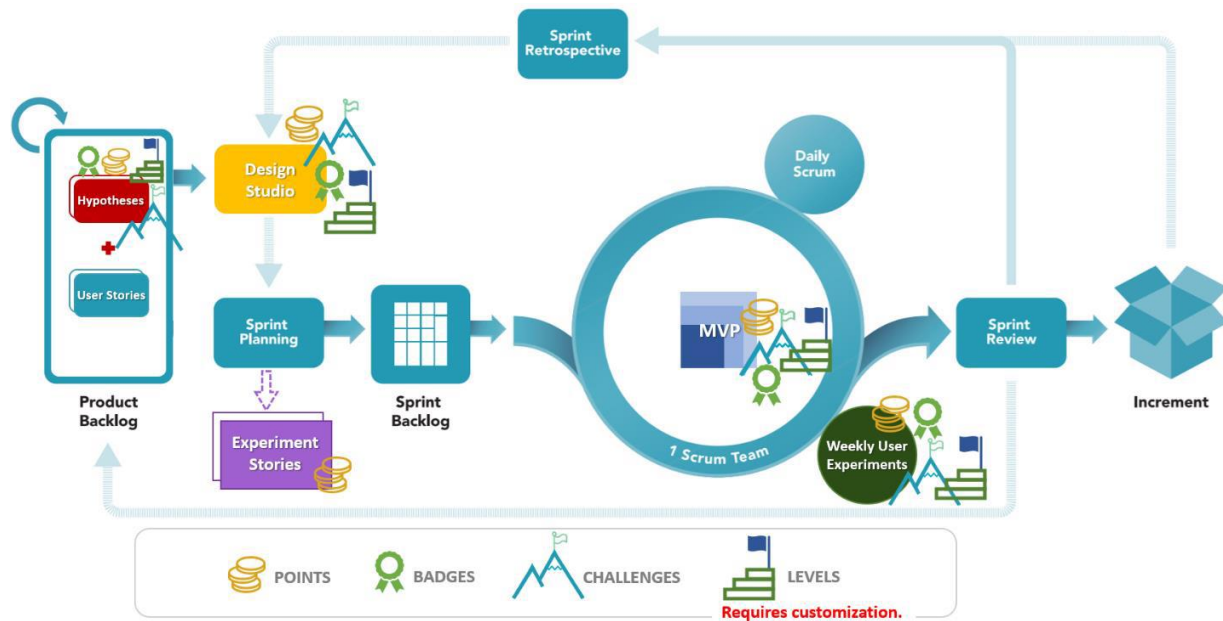 Sprint
Retrospective
Daily
Scrum
Design
Studio
Hypotheses
User Stories
Sprint
Planning
MVP
Sprint
Review
Product
Backlog
Sprint
Backlog
Increment
Experiment
Stories
1 Scrum Team
Weekly User
Experiments
POINTS
BADGES
CHALLENGES
LEVELS
Requires customization.